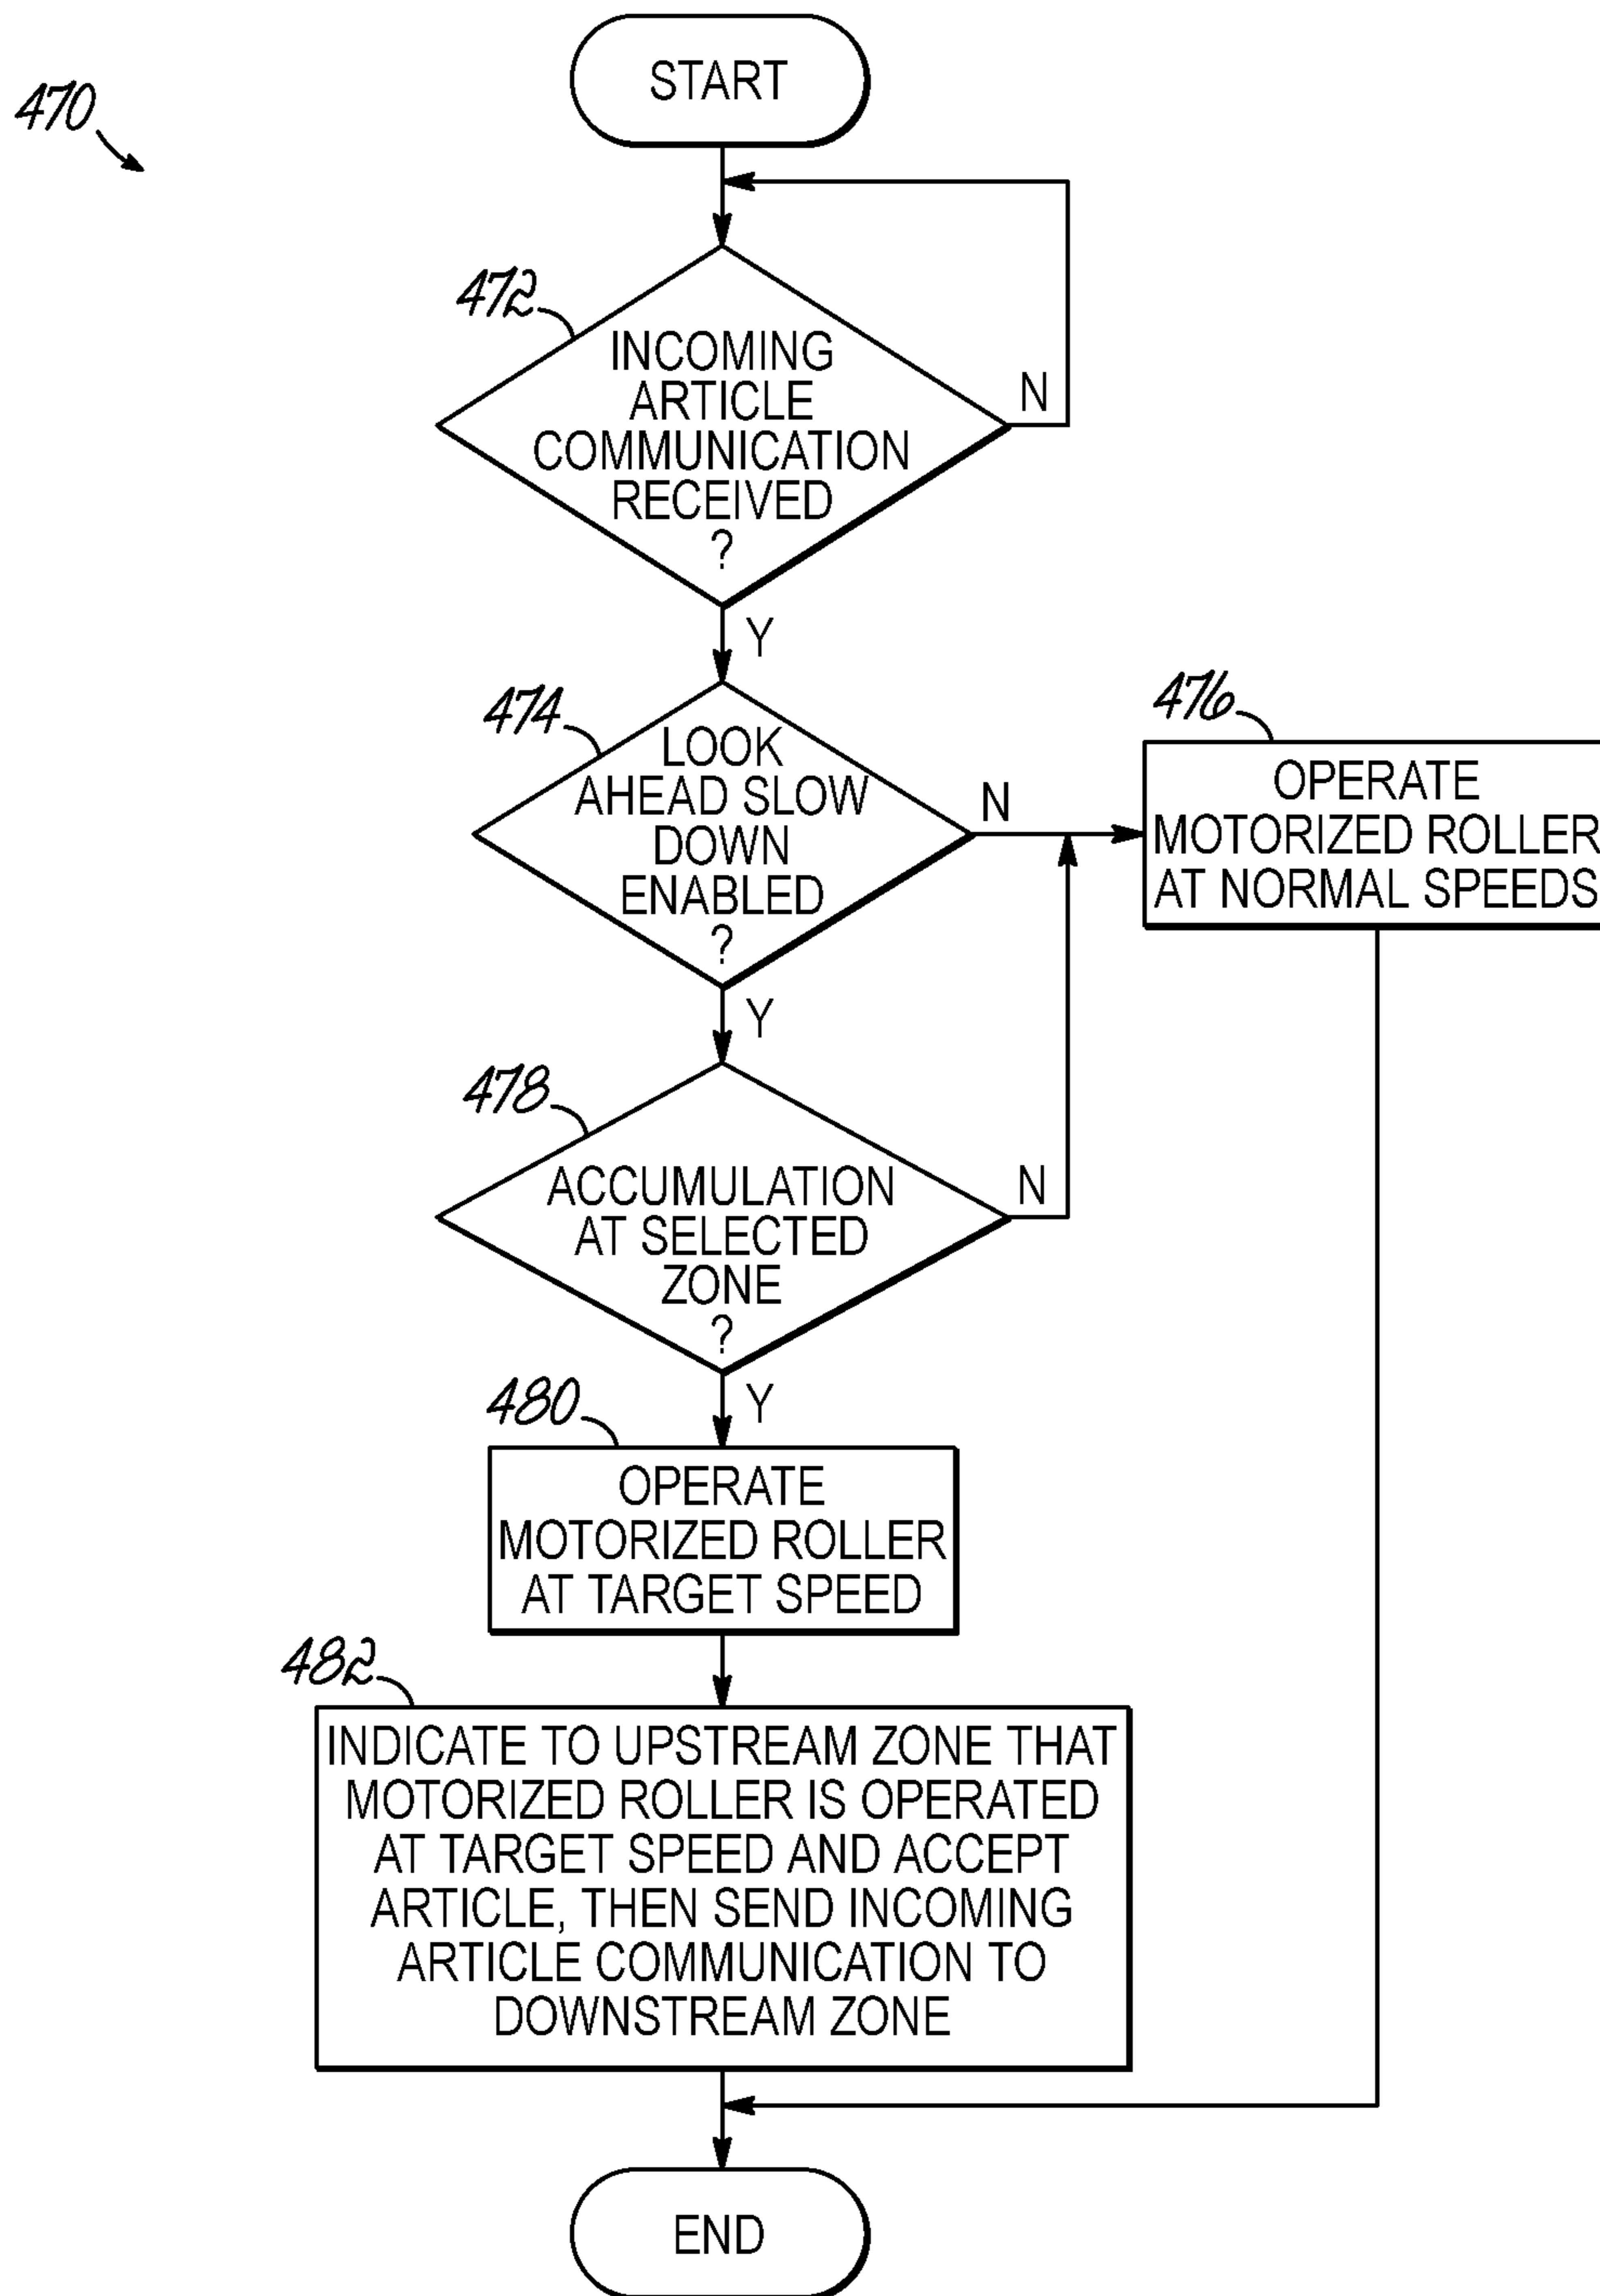 470
START
472
INCOMING
ARTICLE
COMMUNICATION
RECEIVED
?
N
Y
474
LOOK
AHEAD SLOW
DOWN
ENABLED
?
N
476
OPERATE
MOTORIZED ROLLER
AT NORMAL SPEEDS
Y
478
ACCUMULATION
AT SELECTED
ZONE
?
N
Y
480
OPERATE
MOTORIZED ROLLER
AT TARGET SPEED
482
INDICATE TO UPSTREAM ZONE THAT
MOTORIZED ROLLER IS OPERATED
AT TARGET SPEED AND ACCEPT
ARTICLE, THEN SEND INCOMING
ARTICLE COMMUNICATION TO
DOWNSTREAM ZONE
END